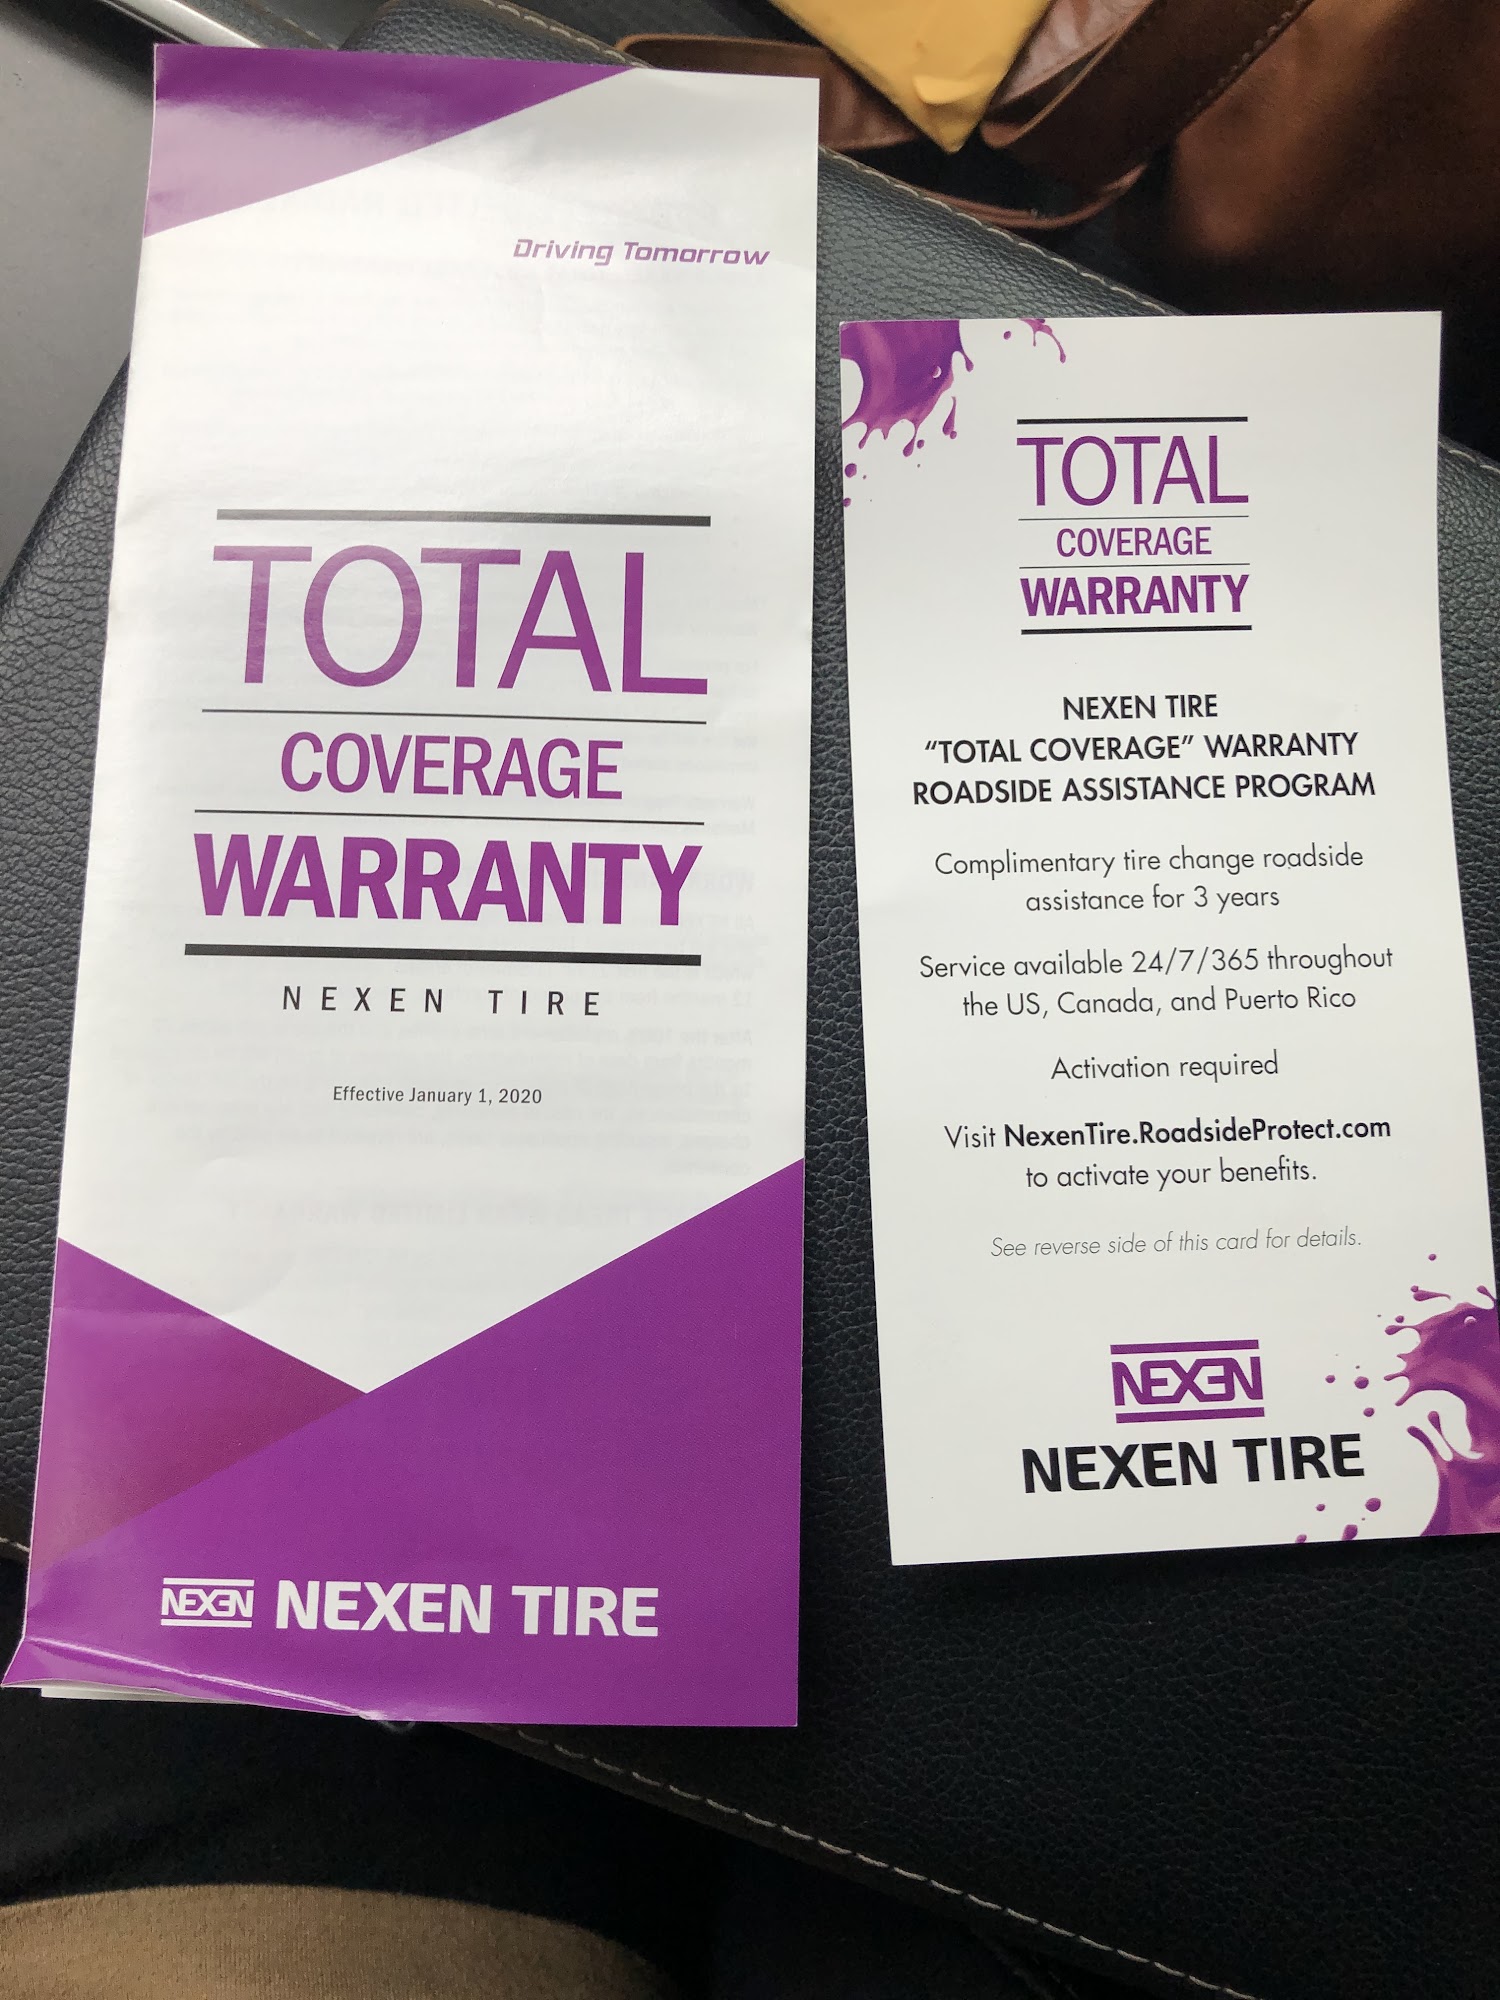 Driving Tomorrow
TOTAL
COVERAGE
WARRANTY
NEXEN TIRE
Effective January 1, 2020
NEXEN NEXEN TIRE
TOTAL
COVERAGE
WARRANTY
NEXEN TIRE
“TOTAL COVERAGE” WARRANTY
ROADSIDE ASSISTANCE PROGRAM
Complimentary tire change roadside
assistance for 3 years
Service available 24/7/365 throughout
the US, Canada, and Puerto Rico
Activation required
Visit NexenTire.RoadsideProtect.com
to activate your benefits.
See reverse side of this card for details.
NEXEN
NEXEN TIRE